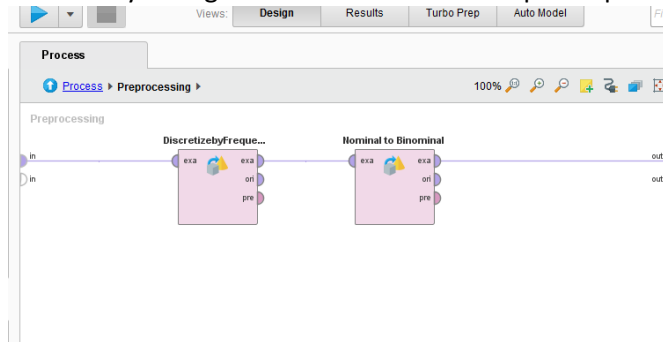 Views: Design Results Turbo Prep Auto Model
Process
Process ▸ Preprocessing ▸ 100%
Preprocessing
DiscretizebyFreque... Nominal to Binominal
in exa exa exa exa out
in ori ori out
pre pre